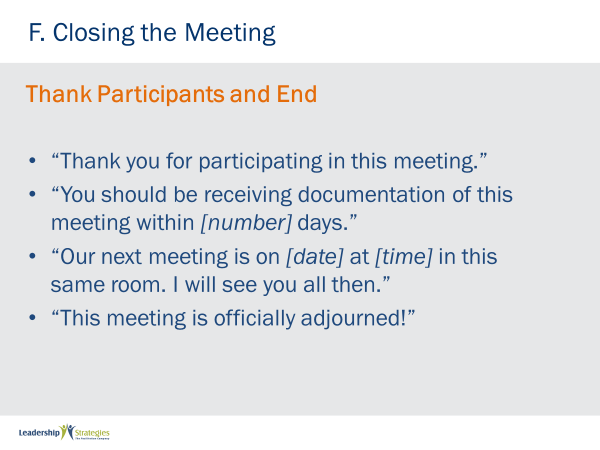 F. Closing the Meeting
Thank Participants and End
• “Thank you for participating in this meeting.”
• “You should be receiving documentation of this
meeting within [number] days.”
• “Our next meeting is on [date] at [time] in this
same room. I will see you all then.”
• “This meeting is officially adjourned!”
Leadership Strategies
The Facilitation Company